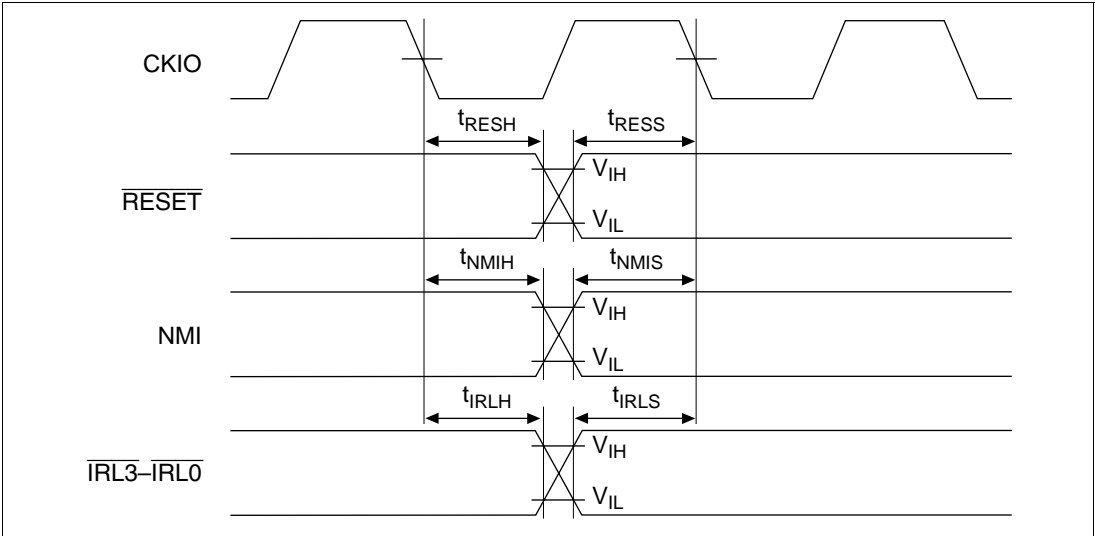 CKIO
tRESH tRESS
RESET
VIH
VIL
tNMIH tNMIS
NMI
VIH
VIL
tIRLH tIRLS
IRL3–IRL0
VIH
VIL